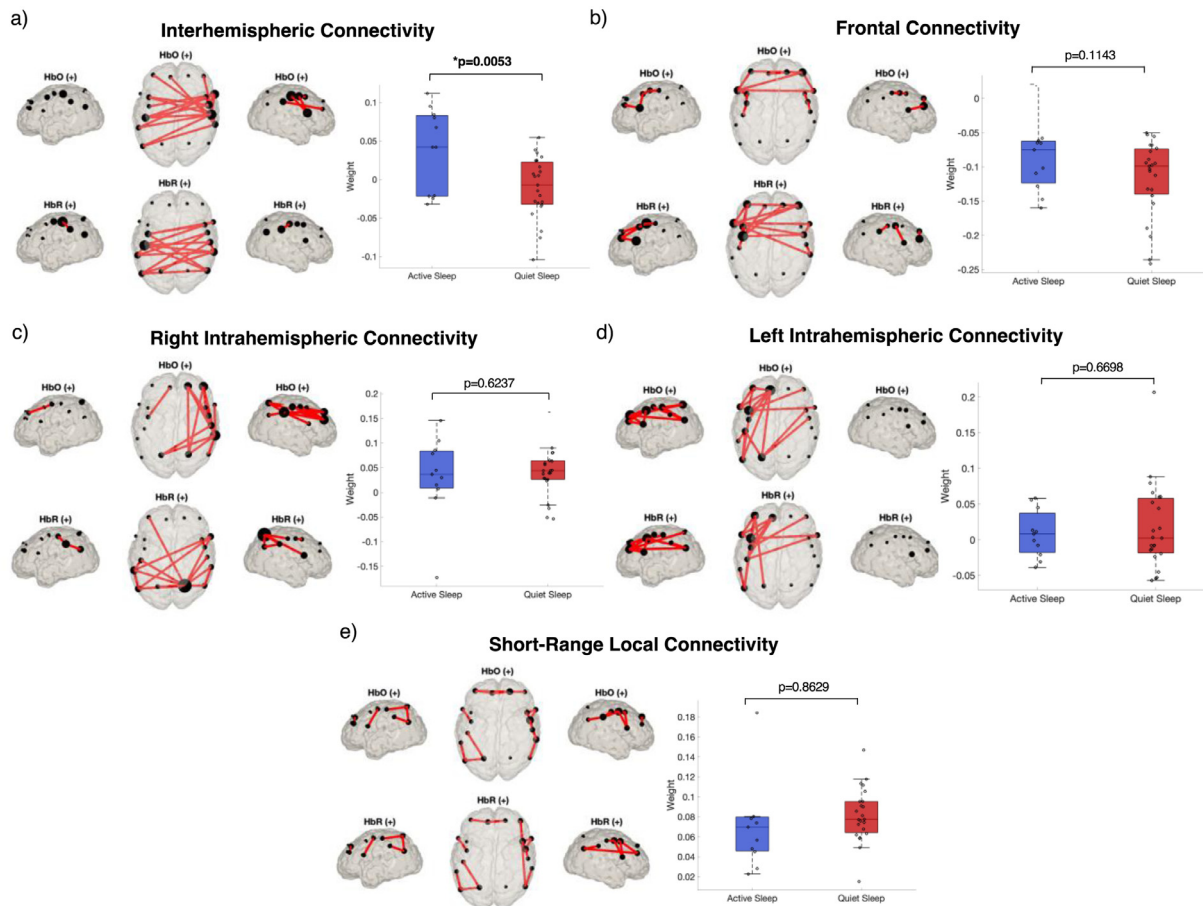 a)
Interhemispheric Connectivity
HbO (+)
HbO (+)
HbO (+)
HbR (+)
HbR (+)
HbR (+)
*p=0.0053
Weight
0.1
0.05
0
-0.05
-0.1
Active Sleep
Quiet Sleep
b)
Frontal Connectivity
HbO (+)
HbO (+)
HbO (+)
HbR (+)
HbR (+)
HbR (+)
p=0.1143
Weight
0
-0.05
-0.1
-0.15
-0.2
-0.25
Active Sleep
Quiet Sleep
c)
Right Intrahemispheric Connectivity
HbO (+)
HbO (+)
HbO (+)
HbR (+)
HbR (+)
HbR (+)
p=0.6237
Weight
0.2
0.15
0.1
0.05
0
-0.05
-0.1
-0.15
Active Sleep
Quiet Sleep
d)
Left Intrahemispheric Connectivity
HbO (+)
HbO (+)
HbO (+)
HbR (+)
HbR (+)
HbR (+)
p=0.6698
Weight
0.2
0.15
0.1
0.05
0
-0.05
Active Sleep
Quiet Sleep
e)
Short-Range Local Connectivity
HbO (+)
HbO (+)
HbO (+)
HbR (+)
HbR (+)
HbR (+)
p=0.8629
Weight
0.18
0.16
0.14
0.12
0.1
0.08
0.06
0.04
0.02
Active Sleep
Quiet Sleep